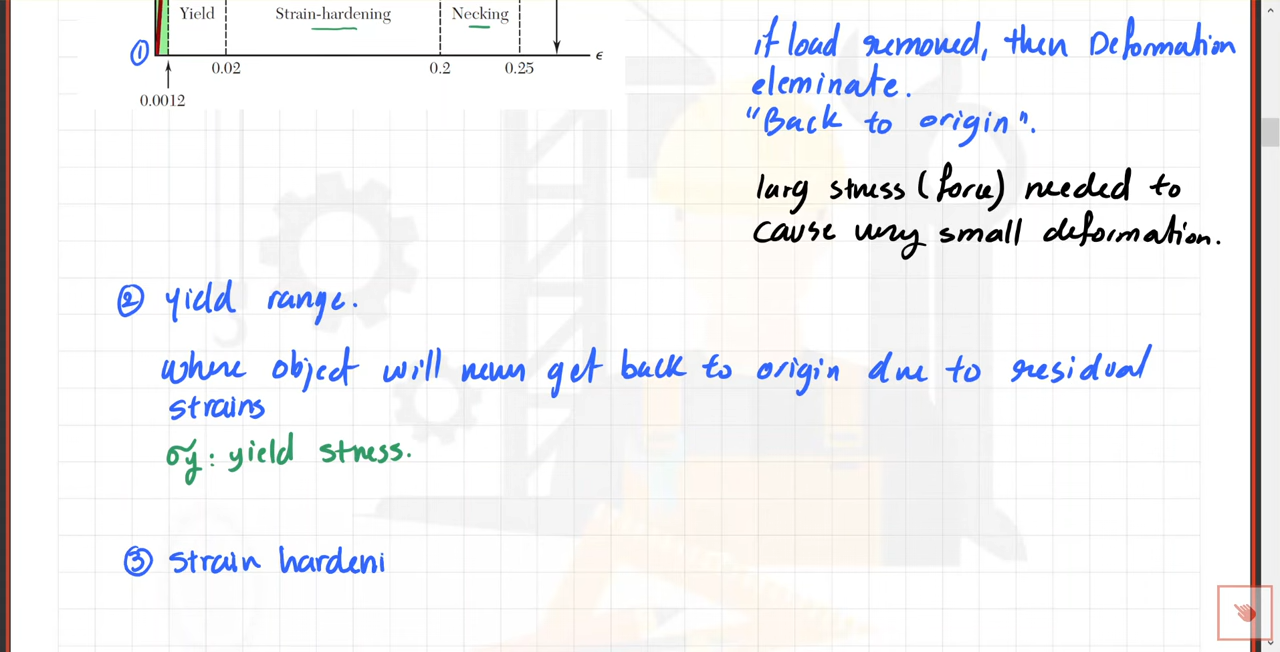 Yield Strain-hardening Necking
① ϵ
0.02 0.2 0.25
0.0012
if load removed, then Deformation
eleminate.
"Back to origin".
larg stress (force) needed to
cause very small deformation.
② yield range.
where object will never get back to origin due to residual
strains
σy: yield stress.
③ strain hardeni